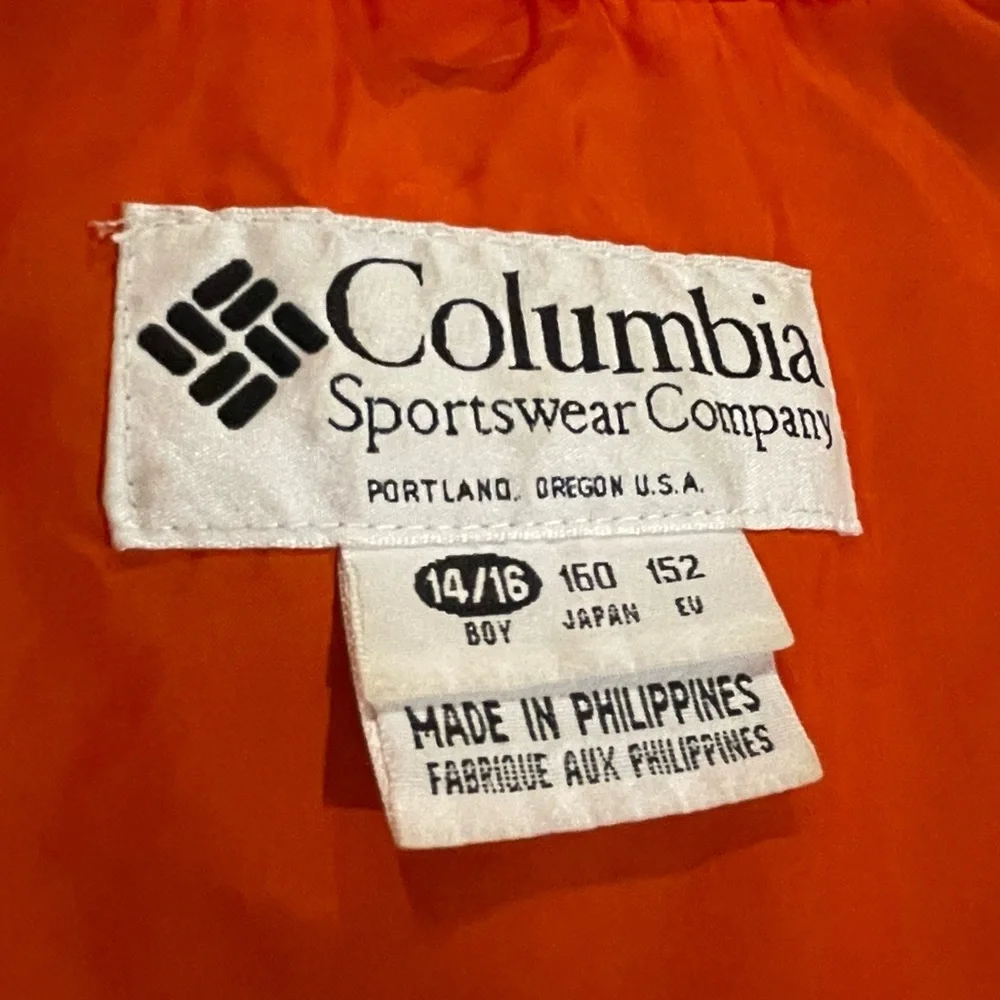 Columbia
Sportswear Company
PORTLAND, OREGON U.S.A.
14/16 160 152
BOY JAPAN EU
MADE IN PHILIPPINES
FABRIQUE AUX PHILIPPINES